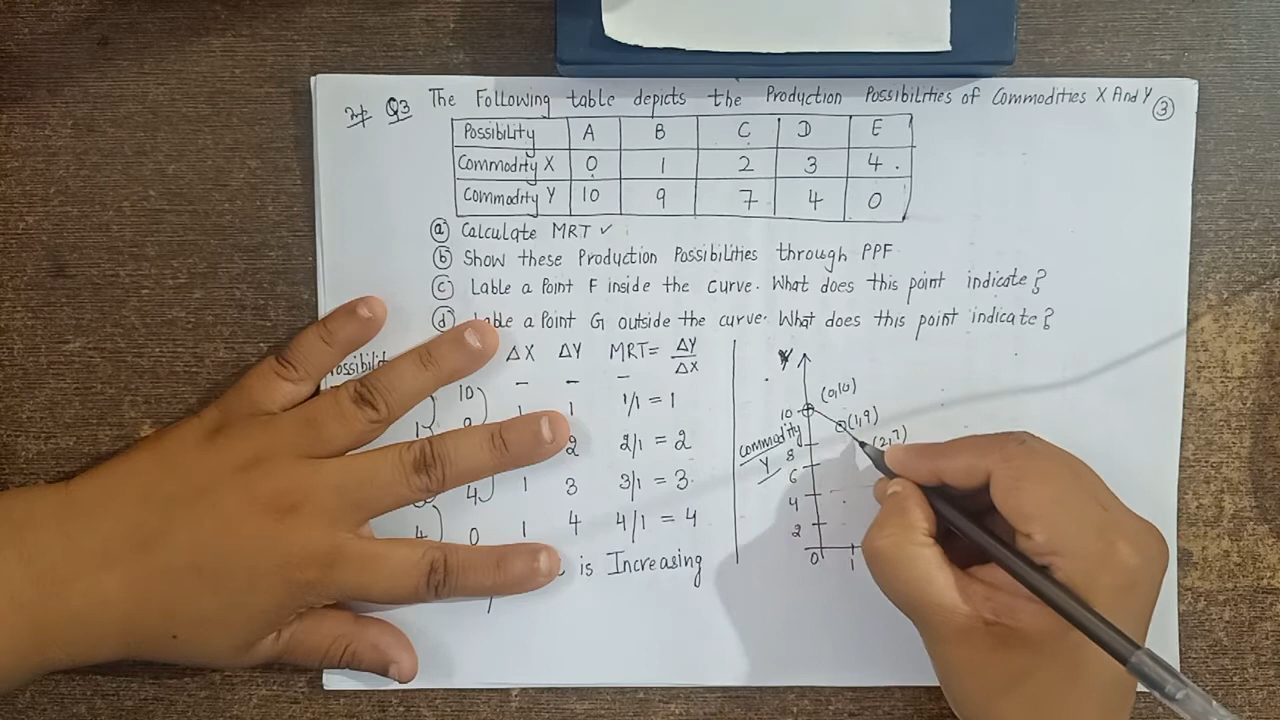 Imp Q3 The Following table depicts the Production Possibilities of Commodities X And Y ③
Possibility A B C D E
Commodity X 0 1 2 3 4 .
Commodity Y 10 9 7 4 0
ⓐ Calculate MRT ✓
ⓑ Show these Production Possibilities through PPF
ⓒ Lable a Point F inside the curve. What does this point indicate?
ⓓ Lable a Point G outside the curve. What does this point indicate?
ΔX ΔY MRT= ΔY/ΔX
– – –
10 1 1 1/1 = 1
2 2/1 = 2
4 1 3 3/1 = 3
4 0 1 4 4/1 = 4
is Increasing
Y
(0,10)
10 (1,9)
Commodity (2,7)
Y 8
6
4
2
0 1